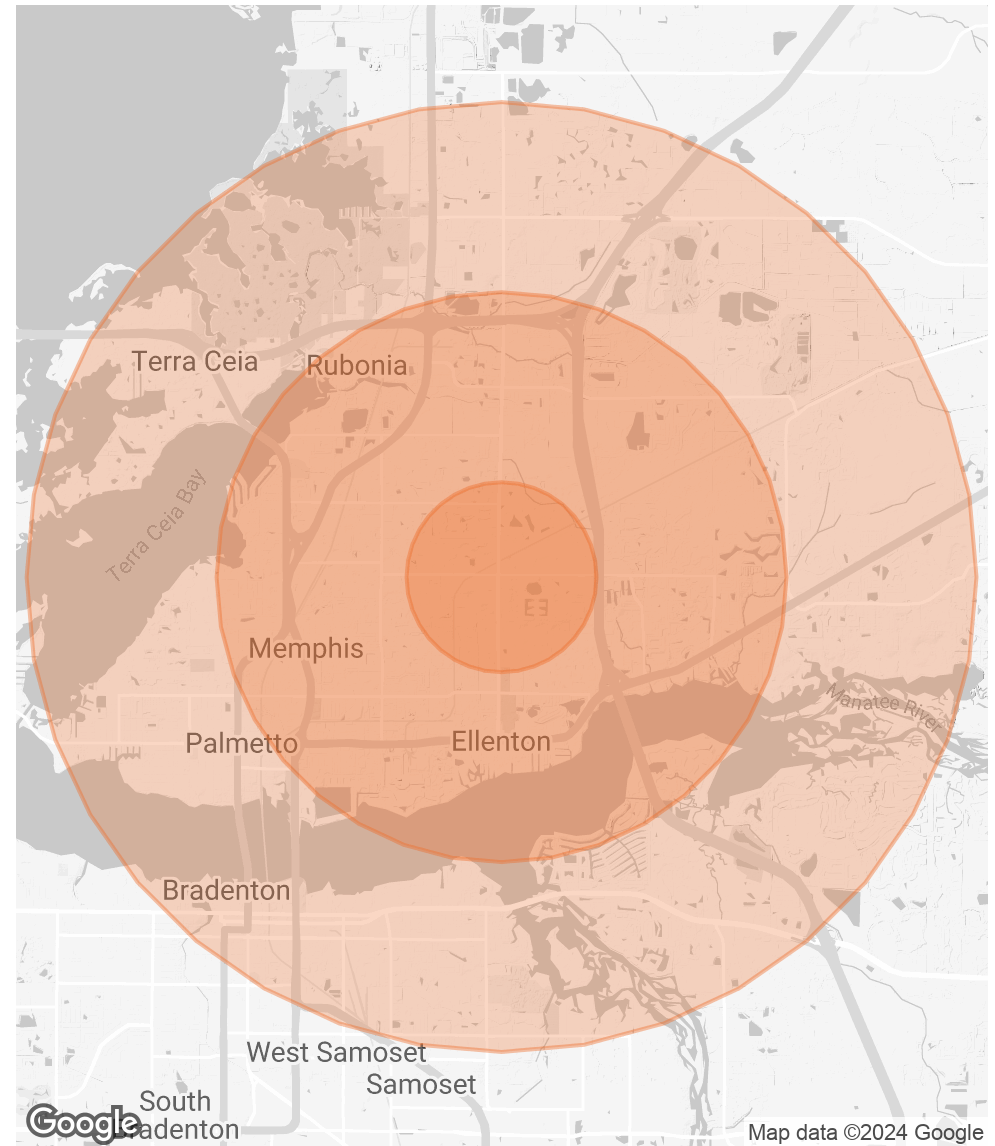 Terra Ceia
Rubonia
Terra Ceia Bay
Memphis
Manatee River
Palmetto
Ellenton
Bradenton
West Samoset
Samoset
South
Bradenton
Google
Map data ©2024 Google